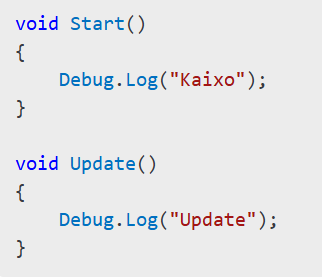 void Start()
{
    Debug.Log("Kaixo");
}

void Update()
{
    Debug.Log("Update");
}